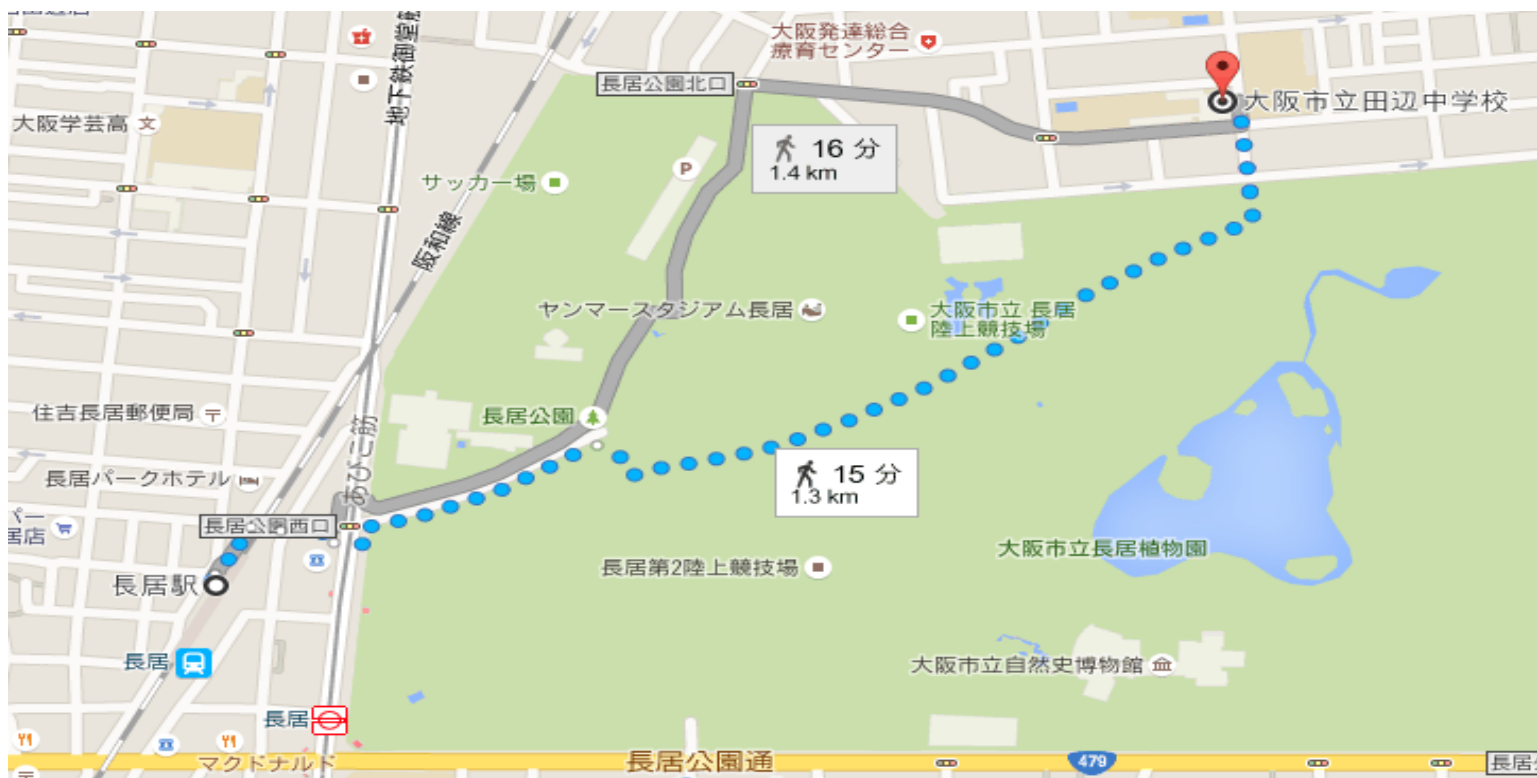 大阪発達総合
療育センター
地下鉄御堂筋
長居公園北口
大阪市立田辺中学校
大阪学芸高
文
16 分
1.4 km
P
サッカー場
阪和線
ヤンマースタジアム長居
大阪市立 長居
陸上競技場
住吉長居郵便局
長居公園
あびこ筋
長居パークホテル
15 分
1.3 km
長居公園西口
居店
大阪市立長居植物園
長居第2陸上競技場
長居駅
長居
大阪市立自然史博物館
長居
マクドナルド
長居公園通
479
長居